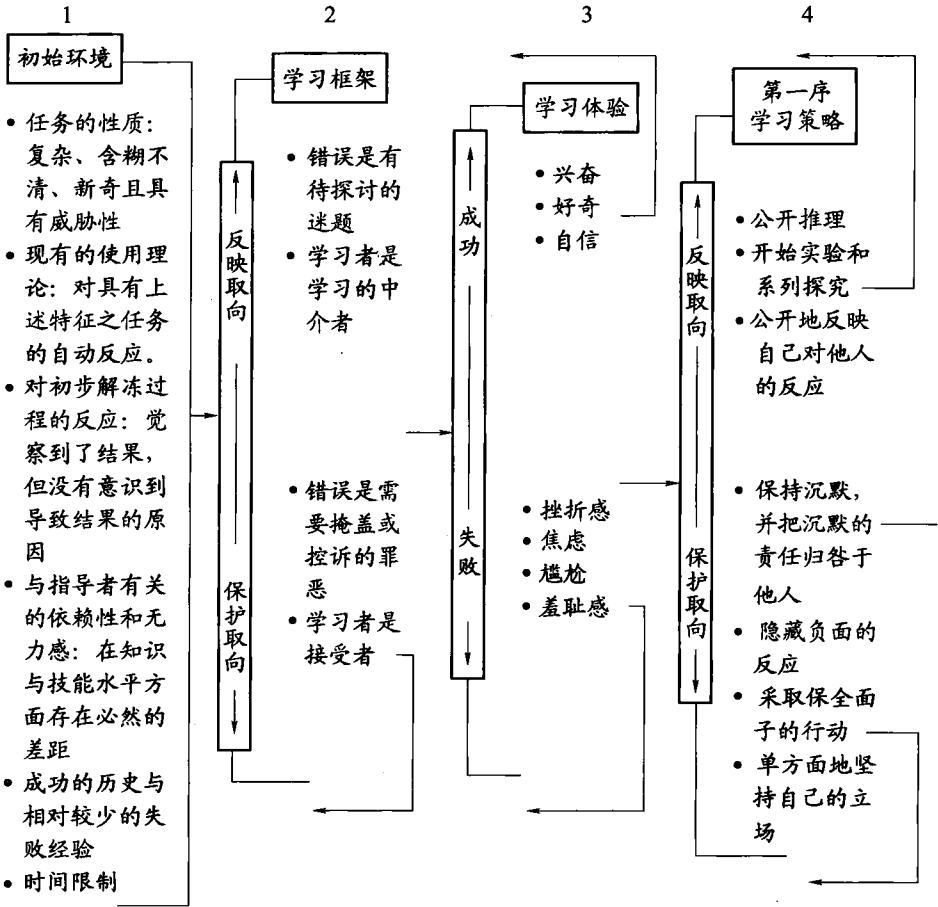 1
初始环境
• 任务的性质：
复杂、含糊不
清、新奇且具
有威胁性
• 现有的使用理
论：对具有上
述特征之任务
的自动反应。
• 对初步解冻过
程的反应：觉
察到了结果，
但没有意识到
导致结果的原
因
• 与指导者有关
的依赖性和无
力感：在知识
与技能水平方
面存在必然的
差距
• 成功的历史与
相对较少的失
败经验
• 时间限制
2
学习框架
反映取向
保护取向
• 错误是有
待探讨的
迷题
• 学习者是
学习的中
介者
• 错误是需
要掩盖或
控诉的罪
恶
• 学习者是
接受者
3
学习体验
成功
失败
• 兴奋
• 好奇
• 自信
• 挫折感
• 焦虑
• 尴尬
• 羞耻感
4
第一序
学习策略
反映取向
保护取向
• 公开推理
• 开始实验和
系列探究
• 公开地反映
自己对他人
的反应
• 保持沉默，
并把沉默的
责任归咎于
他人
• 隐藏负面的
反应
• 采取保全面
子的行动
• 单方面地坚
持自己的立
场